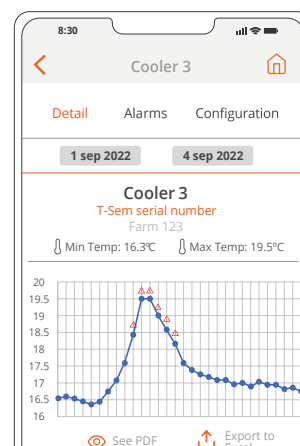 8:30
Cooler 3
Detail Alarms Configuration
1 sep 2022 4 sep 2022
Cooler 3
T-Sem serial number
Farm 123
Min Temp: 16.3ºC Max Temp: 19.5ºC
20
19.5
19
18.5
18
17.5
17
16.5
16
See PDF Export to
Excel